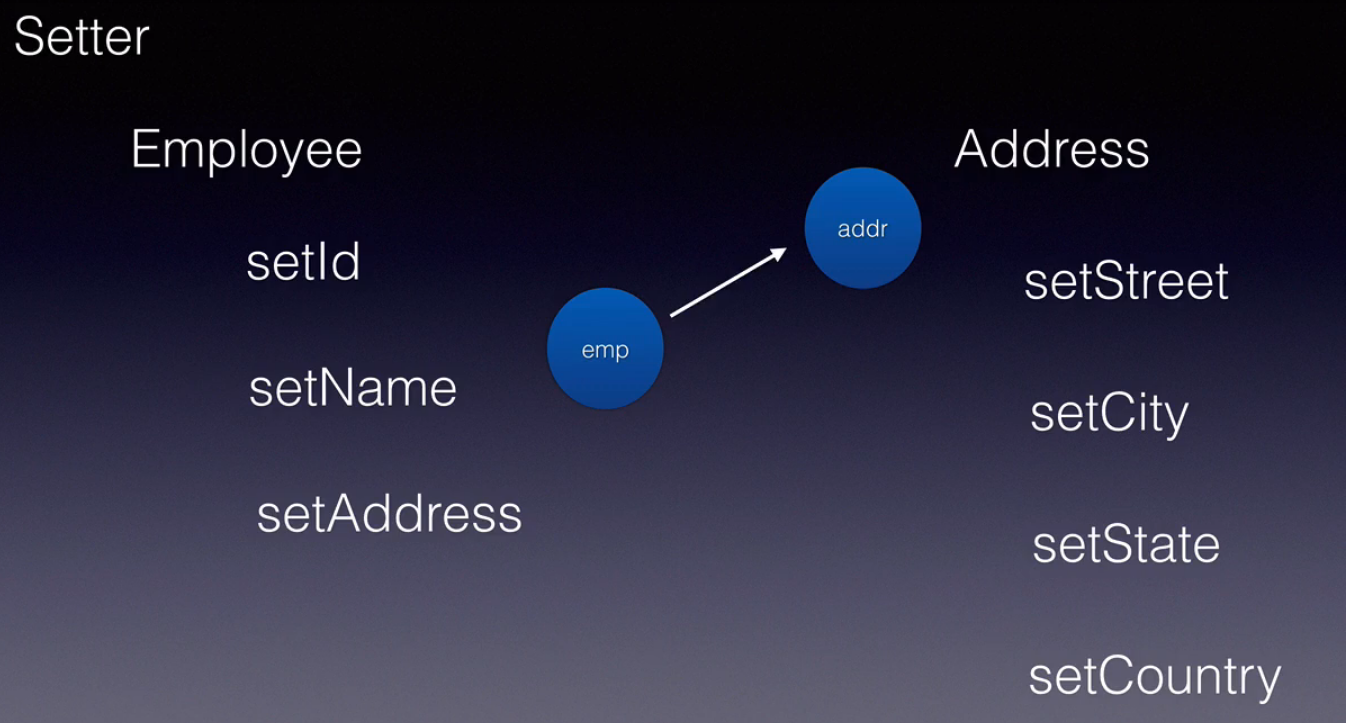 Setter
Employee
setId
setName
setAddress
emp
addr
Address
setStreet
setCity
setState
setCountry